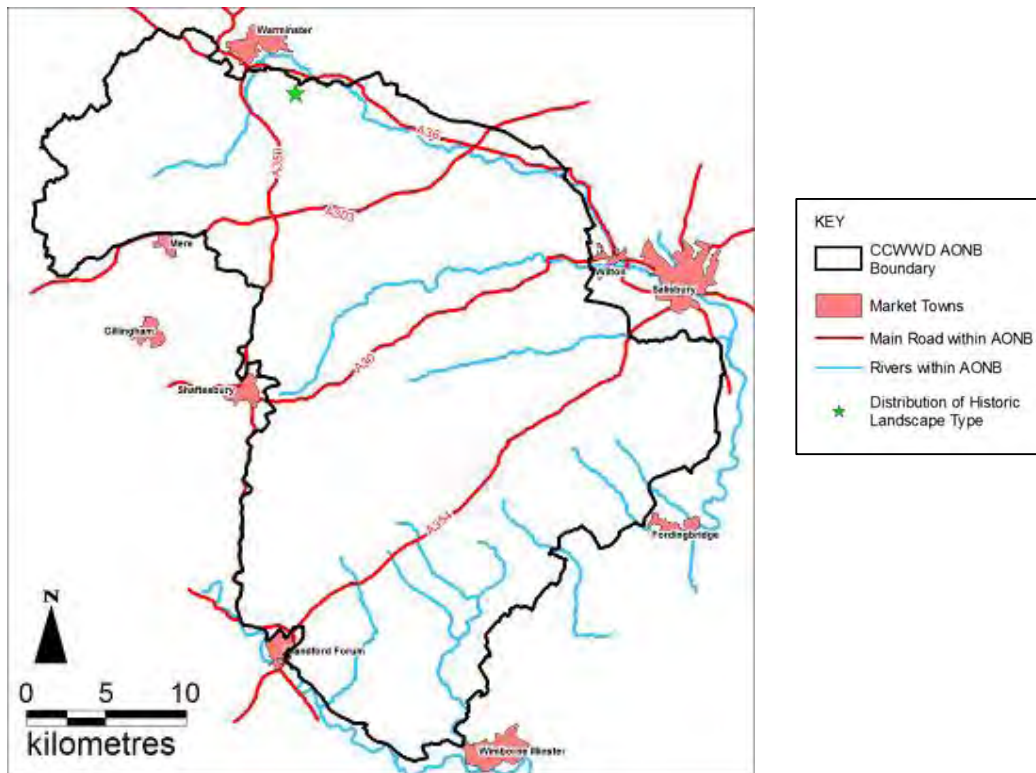 Warminster
A36
A350
A303
Mere
Wilton
Salisbury
Gillingham
A30
Shaftesbury
A354
Fordingbridge
N
andford Forum
Wimborne Minster
0 5 10
kilometres
KEY
CCWWD AONB
Boundary
Market Towns
Main Road within AONB
Rivers within AONB
Distribution of Historic
Landscape Type